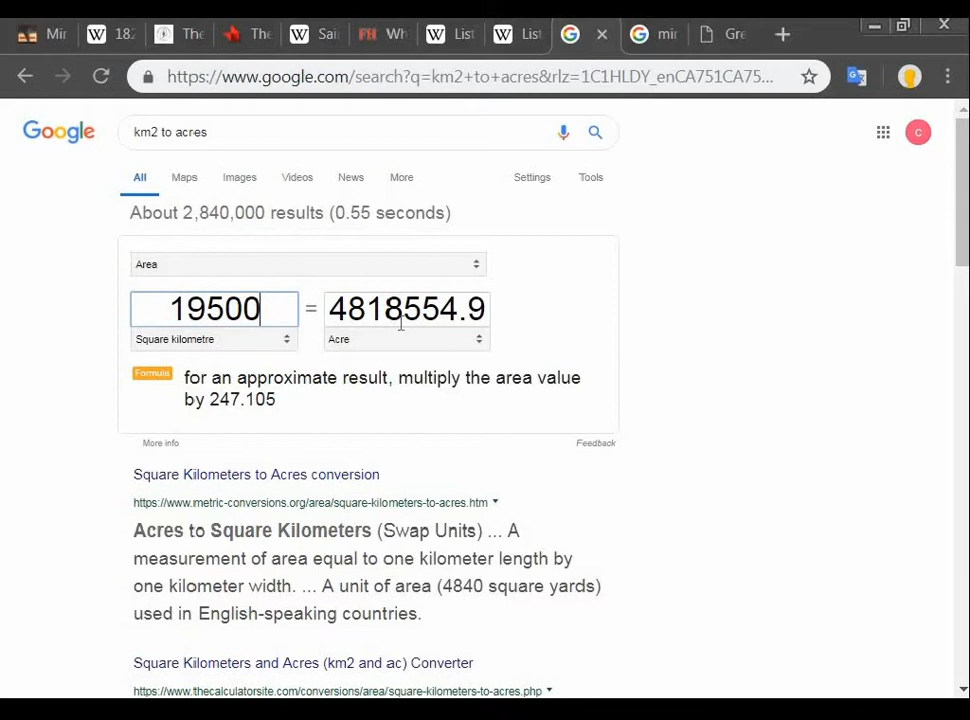 Mir 182 The The Sai FH Wh List List min Gre
https://www.google.com/search?q=km2+to+acres&rlz=1C1HLDY_enCA751CA75...
Google km2 to acres C
All Maps Images Videos News More Settings Tools
About 2,840,000 results (0.55 seconds)
Area
19500 = 4818554.9
Square kilometre Acre
Formula for an approximate result, multiply the area value
by 247.105
More info Feedback
Square Kilometers to Acres conversion
https://www.metric-conversions.org/area/square-kilometers-to-acres.htm
Acres to Square Kilometers (Swap Units) ... A
measurement of area equal to one kilometer length by
one kilometer width. ... A unit of area (4840 square yards)
used in English-speaking countries.
Square Kilometers and Acres (km2 and ac) Converter
https://www.thecalculatorsite.com/conversions/area/square-kilometers-to-acres.php